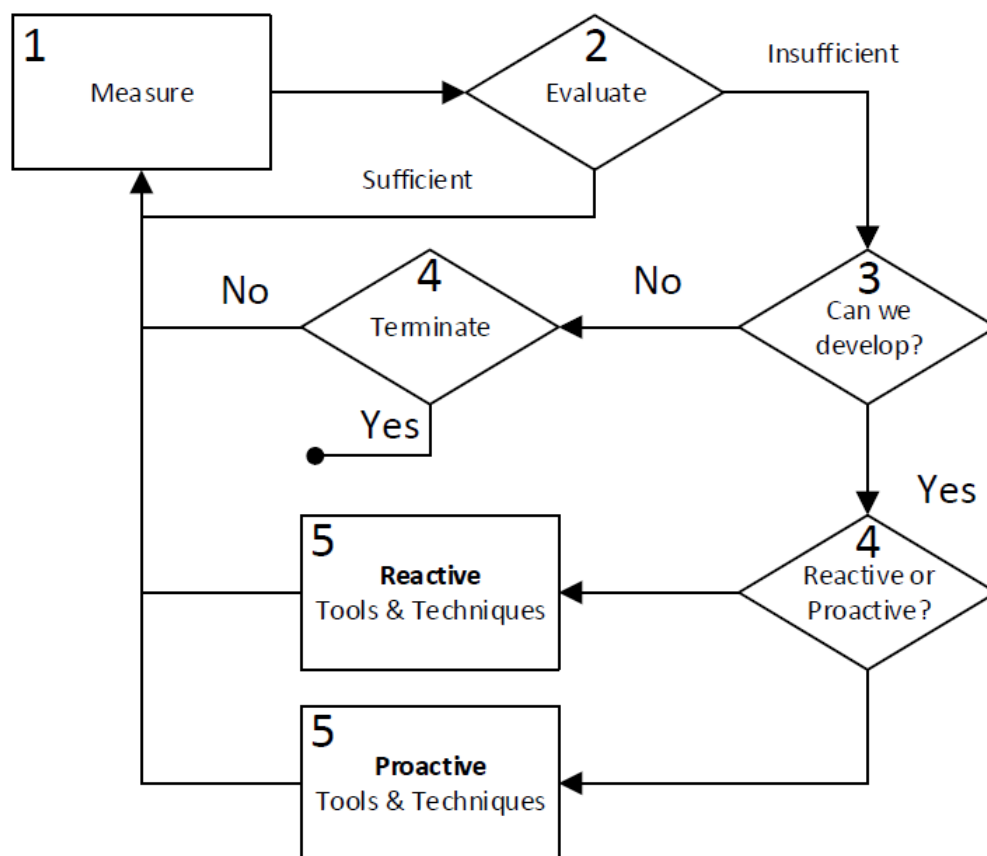 1
Measure
2
Evaluate
Insufficient
Sufficient
3
Can we
develop?
No
4
Terminate
No
Yes
Yes
4
Reactive or
Proactive?
5
Reactive
Tools & Techniques
5
Proactive
Tools & Techniques